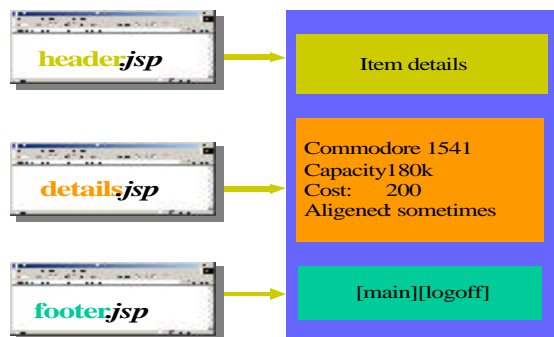 header.jsp
Item details
details.jsp
Commodore 1541
Capacity180k
Cost: 200
Aligened: sometimes
footer.jsp
[main][logoff]